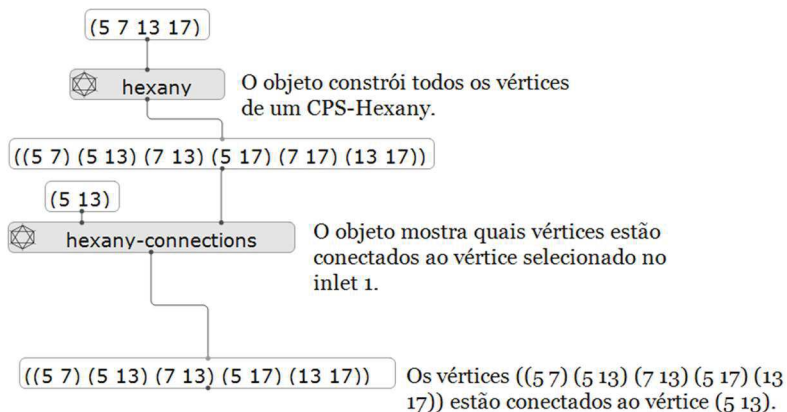 (5 7 13 17)
hexany
O objeto constrói todos os vértices
de um CPS-Hexany.
((5 7) (5 13) (7 13) (5 17) (7 17) (13 17))
(5 13)
hexany-connections
O objeto mostra quais vértices estão
conectados ao vértice selecionado no
inlet 1.
((5 7) (5 13) (7 13) (5 17) (13 17))
Os vértices ((5 7) (5 13) (7 13) (5 17) (13
17)) estão conectados ao vértice (5 13).